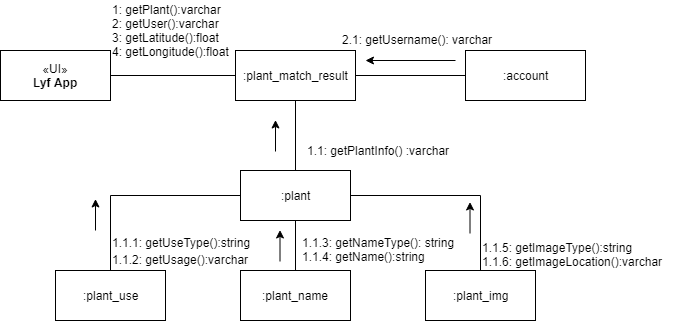 1: getPlant():varchar
2: getUser():varchar
3: getLatitude():float
4: getLongitude():float
2.1: getUsername(): varchar
«UI»
Lyf App
:plant_match_result
:account
1.1: getPlantInfo() :varchar
:plant
1.1.1: getUseType():string
1.1.2: getUsage():varchar
1.1.3: getNameType(): string
1.1.4: getName():string
1.1.5: getImageType():string
1.1.6: getImageLocation():varchar
:plant_use
:plant_name
:plant_img